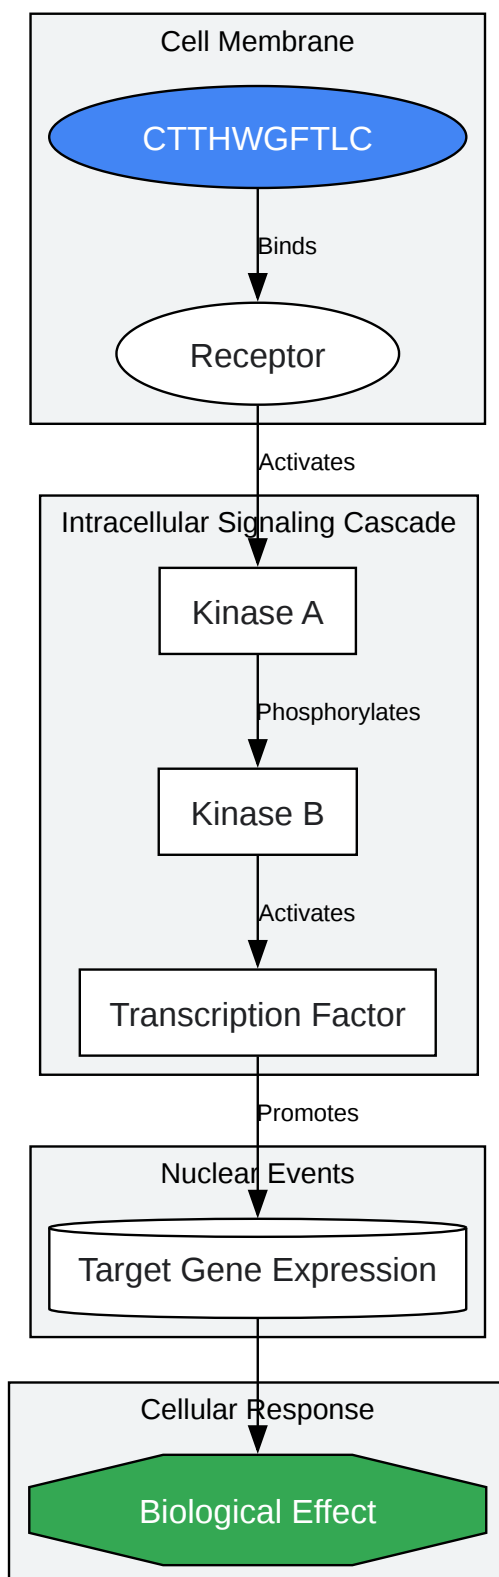 Cell Membrane
CTTHWGFTLC
Binds
Receptor
Activates
Intracellular Signaling Cascade
Kinase A
Phosphorylates
Kinase B
Activates
Transcription Factor
Promotes
Nuclear Events
Target Gene Expression
Cellular Response
Biological Effect